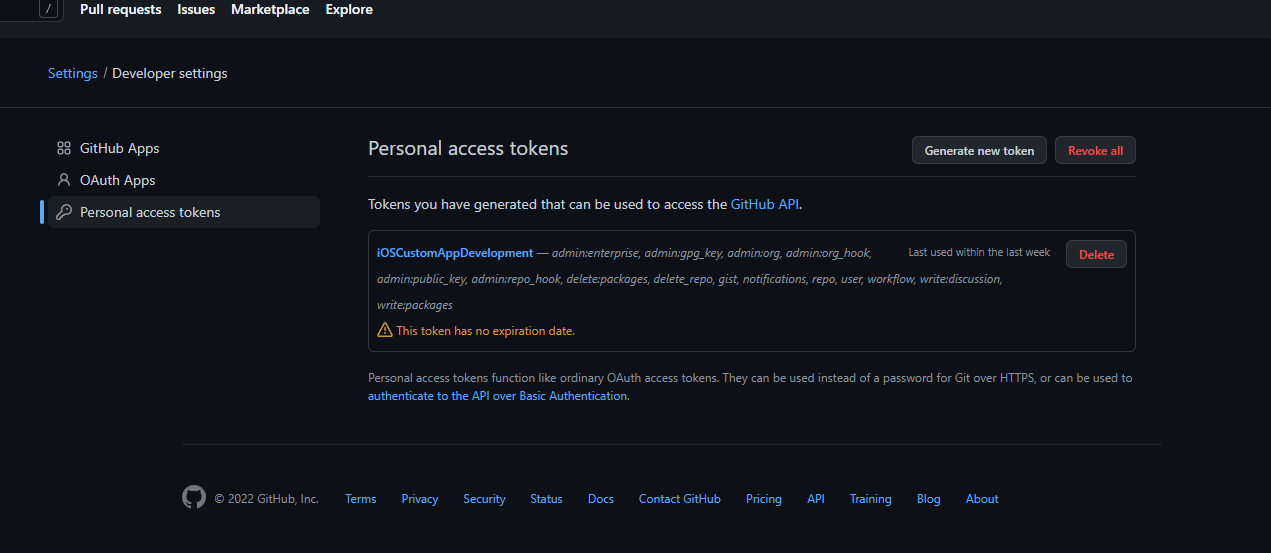 / Pull requests Issues Marketplace Explore
Settings / Developer settings
GitHub Apps
OAuth Apps
Personal access tokens
Personal access tokens Generate new token Revoke all
Tokens you have generated that can be used to access the GitHub API.
iOSCustomAppDevelopment — admin:enterprise, admin:gpg_key, admin:org, admin:org_hook, Last used within the last week Delete
admin:public_key, admin:repo_hook, delete:packages, delete_repo, gist, notifications, repo, user, workflow, write:discussion,
write:packages
This token has no expiration date.
Personal access tokens function like ordinary OAuth access tokens. They can be used instead of a password for Git over HTTPS, or can be used to
authenticate to the API over Basic Authentication.
© 2022 GitHub, Inc. Terms Privacy Security Status Docs Contact GitHub Pricing API Training Blog About